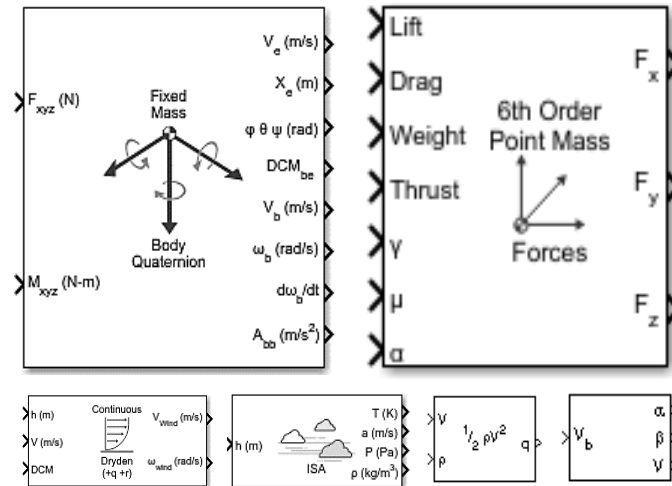 F_xyz (N)
M_xyz (N-m)
Fixed
Mass
Body
Quaternion
V_e (m/s)
X_e (m)
φ θ ψ (rad)
DCM_be
V_b (m/s)
ω_b (rad/s)
dω_b/dt
A_bb (m/s²)
Lift
Drag
Weight
Thrust
γ
μ
α
6th Order
Point Mass
Forces
F_x
F_y
F_z
h (m)
V (m/s)
DCM
Continuous
Dryden
(+q +r)
V_wind (m/s)
ω_wind (rad/s)
h (m)
ISA
T (K)
a (m/s)
P (Pa)
ρ (kg/m³)
V
ρ
1/2 ρV²
q
V_b
α
β
V